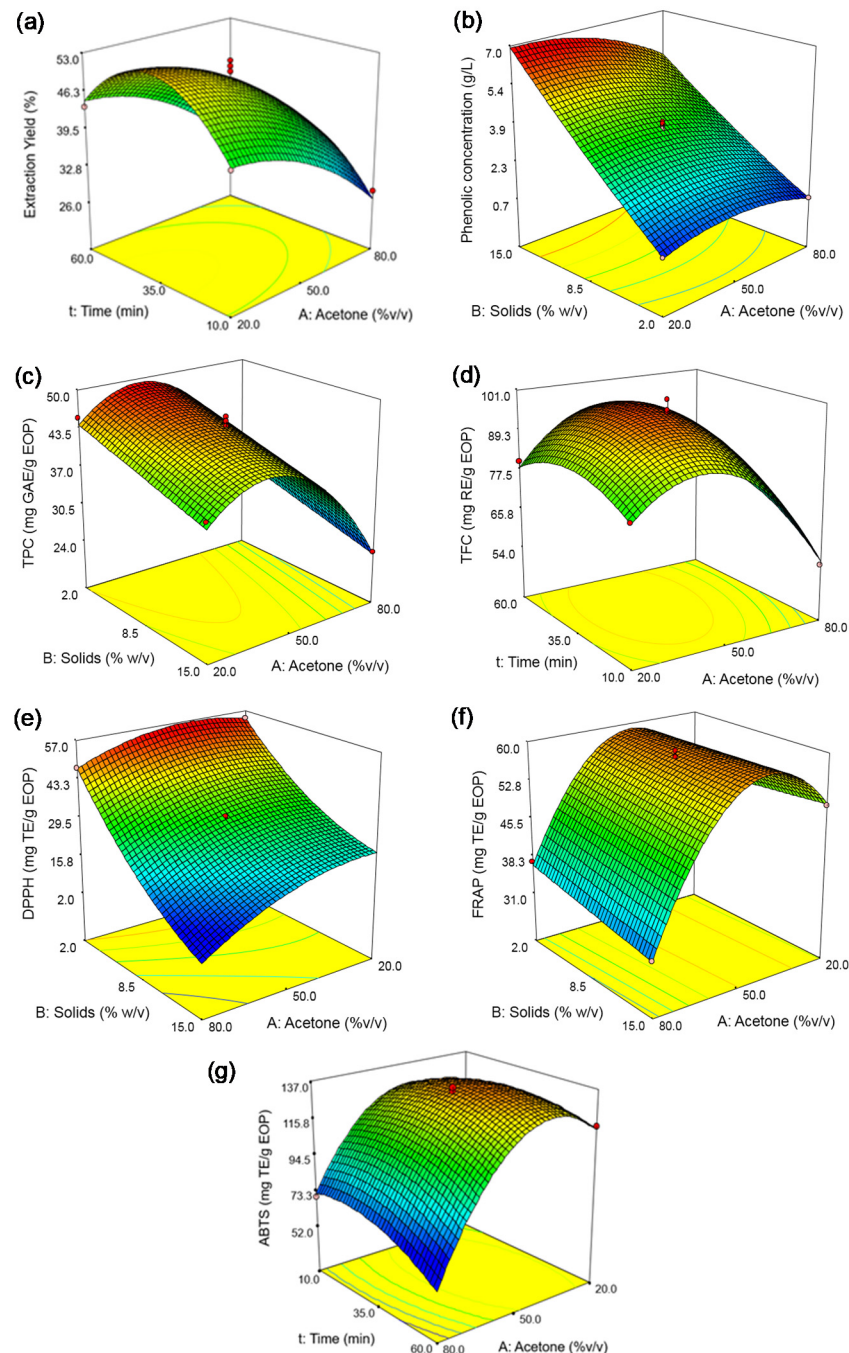 (a)
Extraction Yield (%)
53.0
46.3
39.5
32.8
26.0
60.0
35.0
10.0
t: Time (min)
20.0
50.0
80.0
A: Acetone (%v/v)
(b)
Phenolic concentration (g/L)
7.0
5.4
3.9
2.3
0.7
15.0
8.5
2.0
B: Solids (% w/v)
20.0
50.0
80.0
A: Acetone (%v/v)
(c)
TPC (mg GAE/g EOP)
50.0
43.5
37.0
30.5
24.0
2.0
8.5
15.0
B: Solids (% w/v)
20.0
50.0
80.0
A: Acetone (%v/v)
(d)
TFC (mg RE/g EOP)
101.0
89.3
77.5
65.8
54.0
60.0
35.0
10.0
t: Time (min)
20.0
50.0
80.0
A: Acetone (%v/v)
(e)
DPPH (mg TE/g EOP)
57.0
43.3
29.5
15.8
2.0
2.0
8.5
15.0
B: Solids (% w/v)
80.0
50.0
20.0
A: Acetone (%v/v)
(f)
FRAP (mg TE/g EOP)
60.0
52.8
45.5
38.3
31.0
2.0
8.5
15.0
B: Solids (% w/v)
80.0
50.0
20.0
A: Acetone (%v/v)
(g)
ABTS (mg TE/g EOP)
137.0
115.8
94.5
73.3
52.0
10.0
35.0
60.0
t: Time (min)
80.0
50.0
20.0
A: Acetone (%v/v)